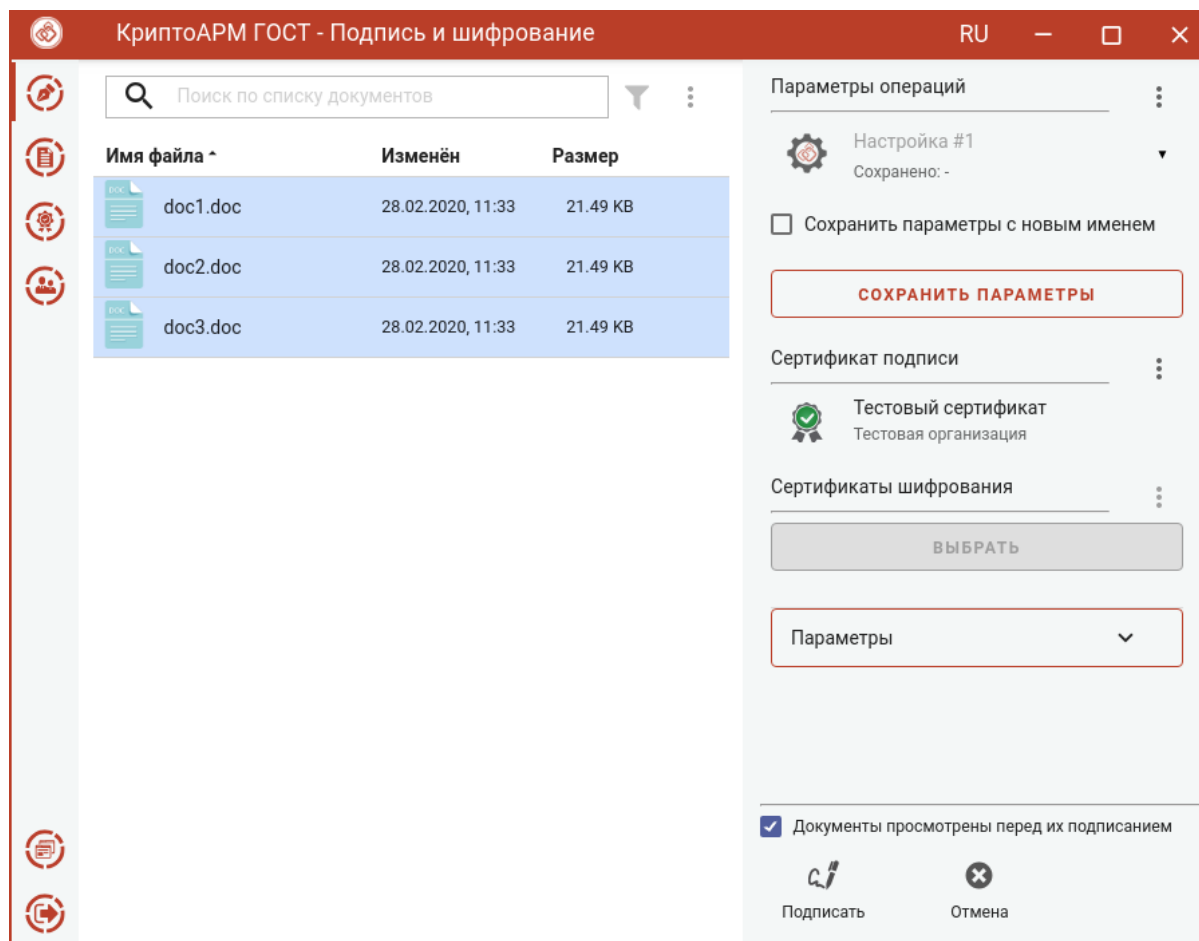 КриптоАРМ ГОСТ - Подпись и шифрование
RU
Поиск по списку документов
Имя файла
Изменён
Размер
DOC
doc1.doc
28.02.2020, 11:33
21.49 KB
DOC
doc2.doc
28.02.2020, 11:33
21.49 KB
DOC
doc3.doc
28.02.2020, 11:33
21.49 KB
Параметры операций
Настройка #1
Сохранено: -
Сохранить параметры с новым именем
СОХРАНИТЬ ПАРАМЕТРЫ
Сертификат подписи
Тестовый сертификат
Тестовая организация
Сертификаты шифрования
ВЫБРАТЬ
Параметры
Документы просмотрены перед их подписанием
Подписать
Отмена